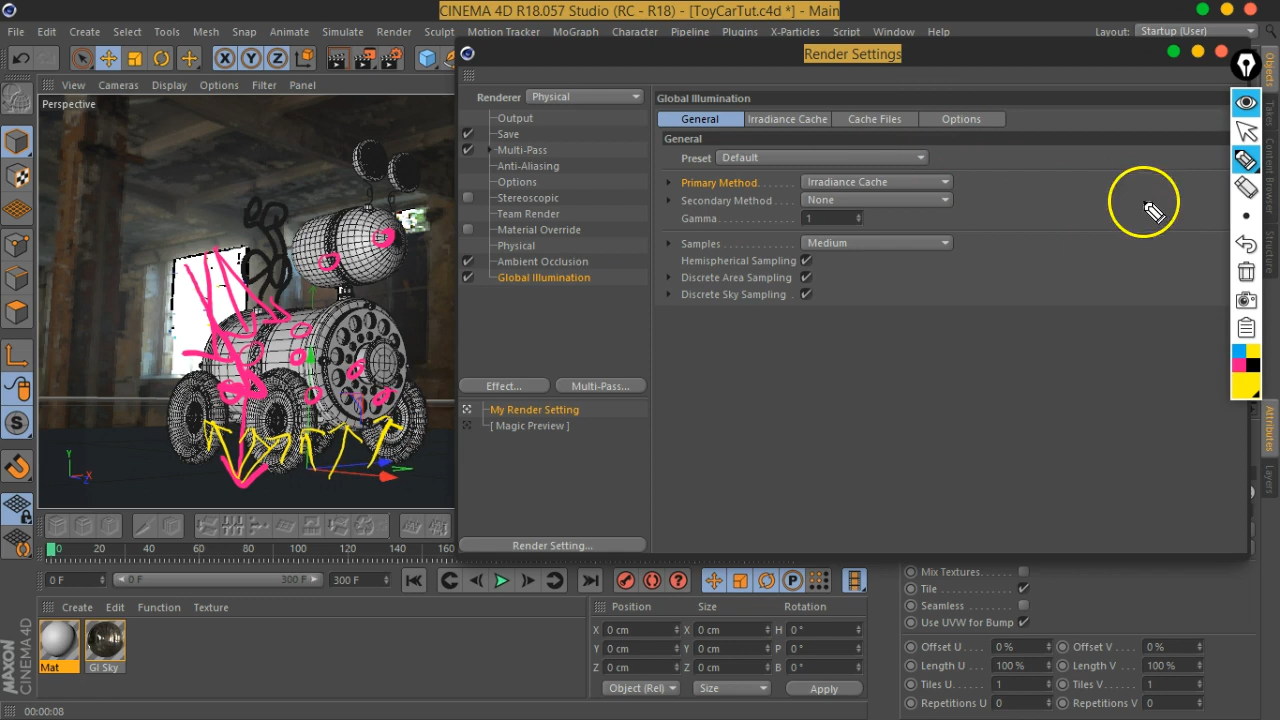 CINEMA 4D R18.057 Studio (RC - R18) - [ToyCarTut.c4d *] - Main
File Edit Create Select Tools Mesh Snap Animate Simulate Render Sculpt Motion Tracker MoGraph Character Pipeline Plugins X-Particles Script Window Help Layout: Startup (User)
Render Settings
X Y Z
View Cameras Display Options Filter Panel
Perspective
Renderer Physical
Output
Save
Multi-Pass
Anti-Aliasing
Options
Stereoscopic
Team Render
Material Override
Physical
Ambient Occlusion
Global Illumination
Effect... Multi-Pass...
My Render Setting
[ Magic Preview ]
Render Setting...
Global Illumination
General Irradiance Cache Cache Files Options
General
Preset Default
Primary Method Irradiance Cache
Secondary Method None
Gamma 1
Samples Medium
Hemispherical Sampling
Discrete Area Sampling
Discrete Sky Sampling
Objects
Takes
Content Browser
Structure
Attributes
Layers
S
Y
X
Z
0 20 40 60 80 100 120 140 160
0 F 0 F 300 F 300 F
P
Create Edit Function Texture
Mat GI Sky
Position Size Rotation
X 0 cm X 0 cm H 0 °
Y 0 cm Y 0 cm P 0 °
Z 0 cm Z 0 cm B 0 °
Object (Rel) Size Apply
Mix Textures
Tile
Seamless
Use UVW for Bump
Offset U 0 % Offset V 0 %
Length U 100 % Length V 100 %
Tiles U 1 Tiles V 1
Repetitions U 0 Repetitions V 0
MAXON
CINEMA 4D
00:00:08